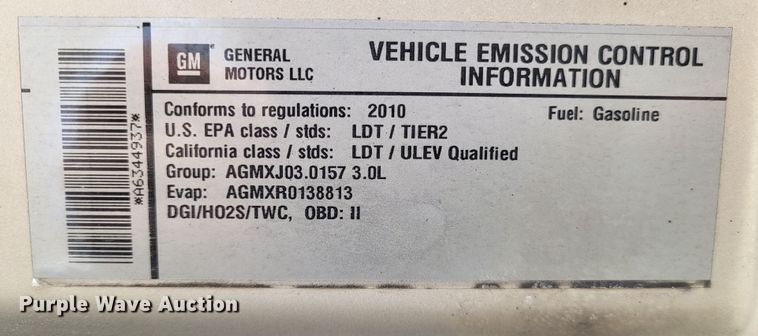 GM
GENERAL
MOTORS LLC
VEHICLE EMISSION CONTROL
INFORMATION
Conforms to regulations: 2010 Fuel: Gasoline
U.S. EPA class / stds: LDT / TIER2
California class / stds: LDT / ULEV Qualified
Group: AGMXJ03.0157 3.0L
Evap: AGMXR0138813
DGI/HO2S/TWC, OBD: II
*A6344937*
Purple Wave Auction